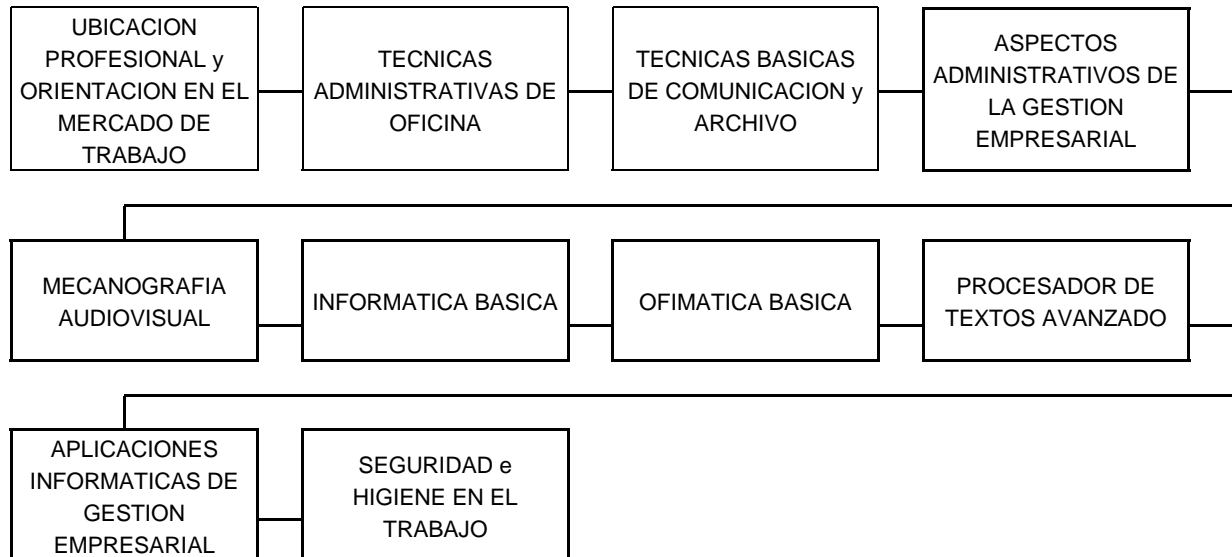 UBICACION
PROFESIONAL y
ORIENTACION EN EL
MERCADO DE
TRABAJO
TECNICAS
ADMINISTRATIVAS DE
OFICINA
TECNICAS BASICAS
DE COMUNICACION y
ARCHIVO
ASPECTOS
ADMINISTRATIVOS DE
LA GESTION
EMPRESARIAL
MECANOGRAFIA
AUDIOVISUAL
INFORMATICA BASICA
OFIMATICA BASICA
PROCESADOR DE
TEXTOS AVANZADO
APLICACIONES
INFORMATICAS DE
GESTION
EMPRESARIAL
SEGURIDAD e
HIGIENE EN EL
TRABAJO